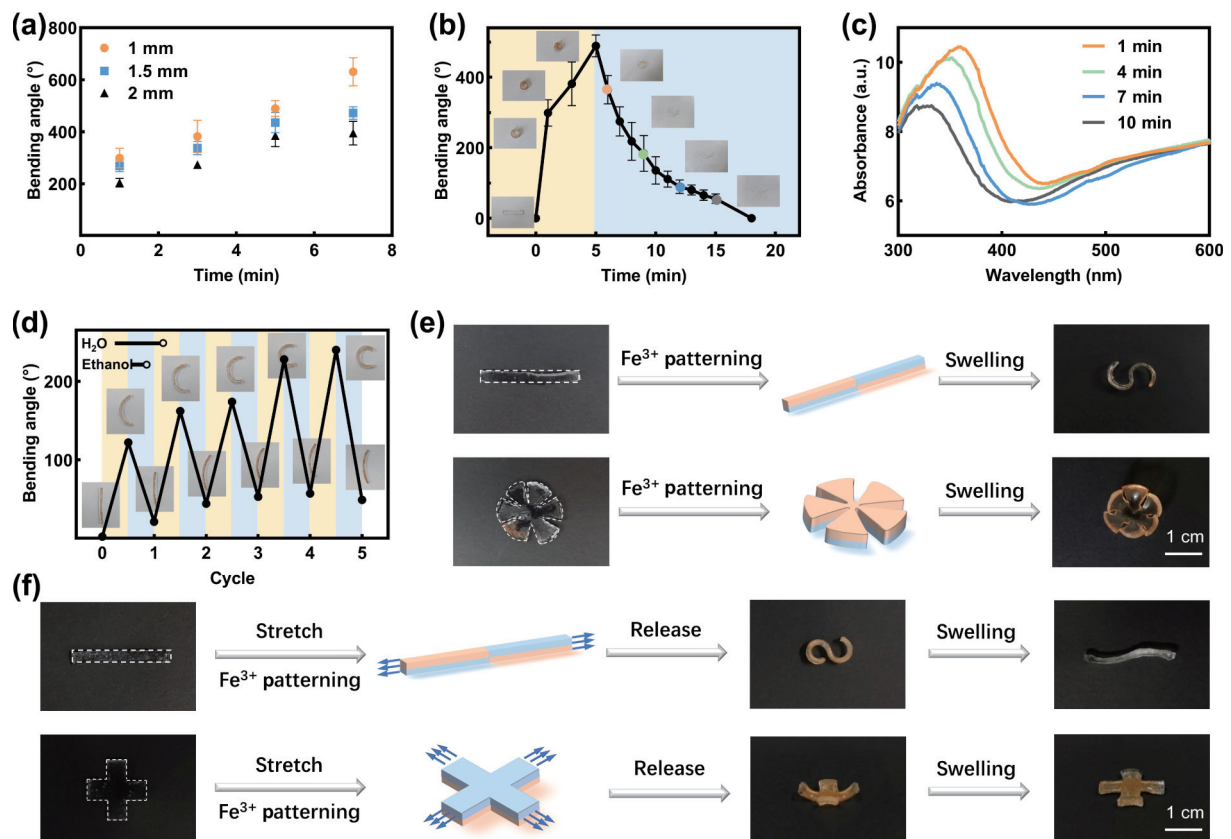 (a)
800
600
400
200
0
2
4
6
8
Bending angle (°)
Time (min)
1 mm
1.5 mm
2 mm
(b)
400
200
0
0
5
10
15
20
Bending angle (°)
Time (min)
(c)
10
8
6
300
400
500
600
Absorbance (a.u.)
Wavelength (nm)
1 min
4 min
7 min
10 min
(d)
H₂O
Ethanol
200
100
0
1
2
3
4
5
Bending angle (°)
Cycle
(e)
Fe³⁺ patterning
Swelling
Fe³⁺ patterning
Swelling
1 cm
(f)
Stretch
Fe³⁺ patterning
Release
Swelling
Stretch
Fe³⁺ patterning
Release
Swelling
1 cm